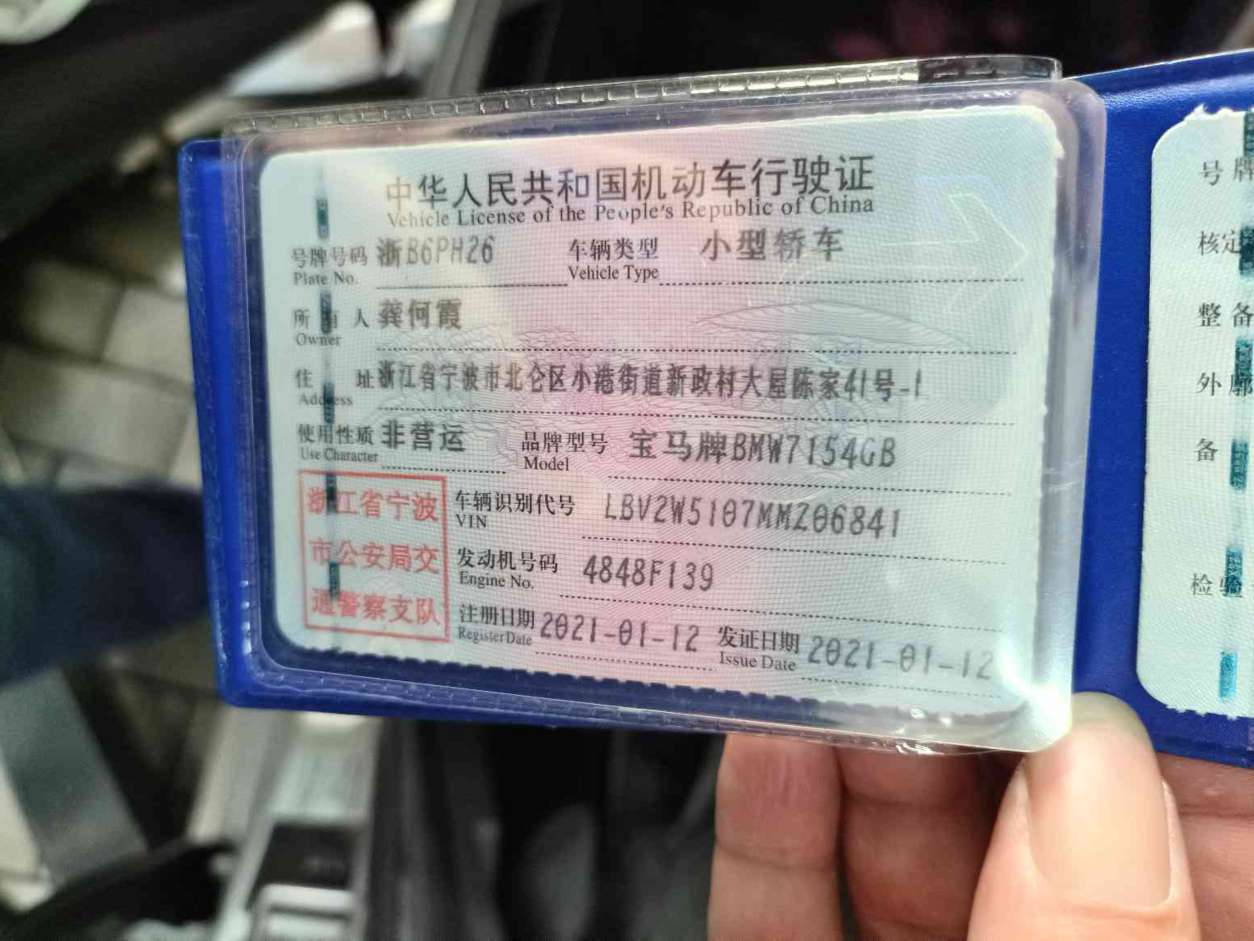 中华人民共和国机动车行驶证
Vehicle License of the People's Republic of China
号牌号码 浙B6PH26 车辆类型 小型轿车
Plate No. Vehicle Type
所有人 龚何霞
Owner
住址 浙江省宁波市北仑区小港街道新政村大屋陈家41号-1
Address
使用性质 非营运 品牌型号 宝马牌BMW7154GB
Use Character Model
浙江省宁波
市公安局交
通警察支队
车辆识别代号 LBV2W5107MMZ06841
VIN
发动机号码 4848F139
Engine No.
注册日期 2021-01-12 发证日期 2021-01-12
Register Date Issue Date
号牌
核定
整备
外廓
备
检验